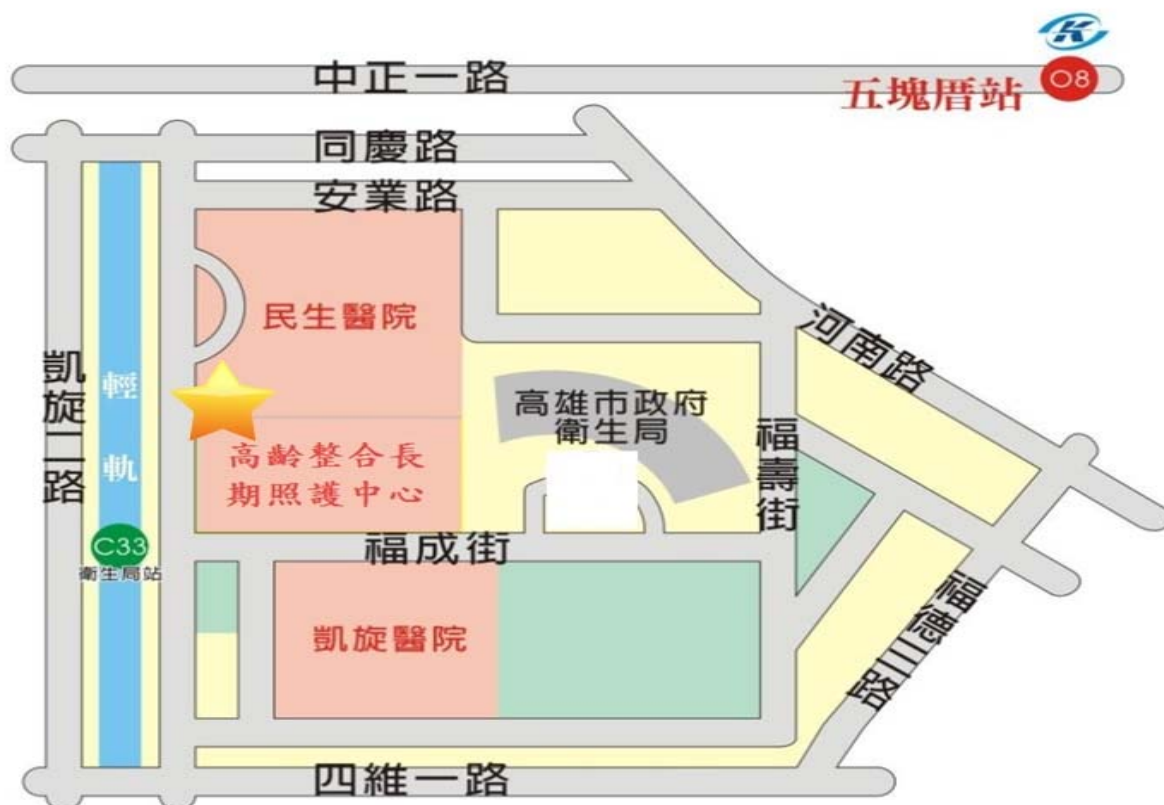 中正一路
K
O8
五塊厝站
同慶路
安業路
民生醫院
河南路
凱旋二路
輕軌
高雄市政府
衛生局
福壽街
高齡整合長
期照護中心
C33
衛生局站
福成街
凱旋醫院
福德三路
四維一路